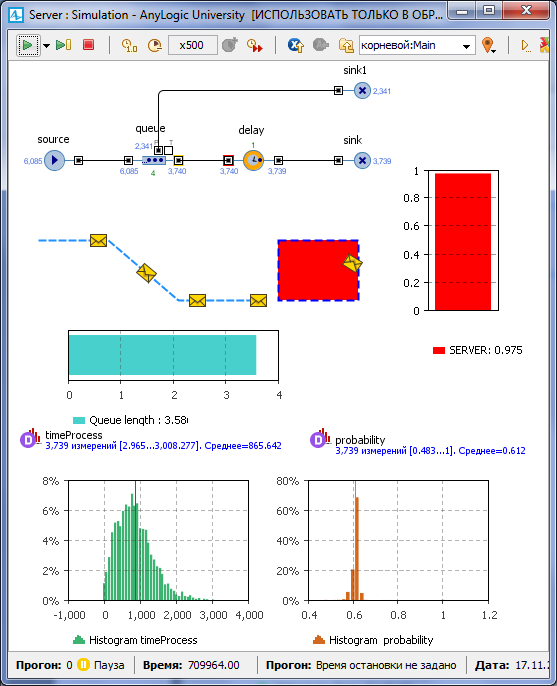 Server : Simulation - AnyLogic University [ИСПОЛЬЗОВАТЬ ТОЛЬКО В ОБР...
1.0
x500
корневой:Main
sink1
2,341
source
queue
delay
sink
2,341
T
1
6,085
6,085
3,740
3,740
3,739
3,739
4
1
0.8
0.6
0.4
0.2
0
SERVER: 0.975
0
1
2
3
4
Queue length : 3.58
timeProcess
3,739 измерений [2.965...3,008.277]. Среднее=865.642
probability
3,739 измерений [0.483...1]. Среднее=0.612
8%
6%
4%
2%
0%
-1,000 0 1,000 2,000 3,000 4,000
Histogram timeProcess
80%
60%
40%
20%
0%
0.4 0.6 0.8 1 1.2
Histogram probability
Прогон: 0 Пауза Время: 709964.00 Прогон: Время остановки не задано Дата: 17.11.2